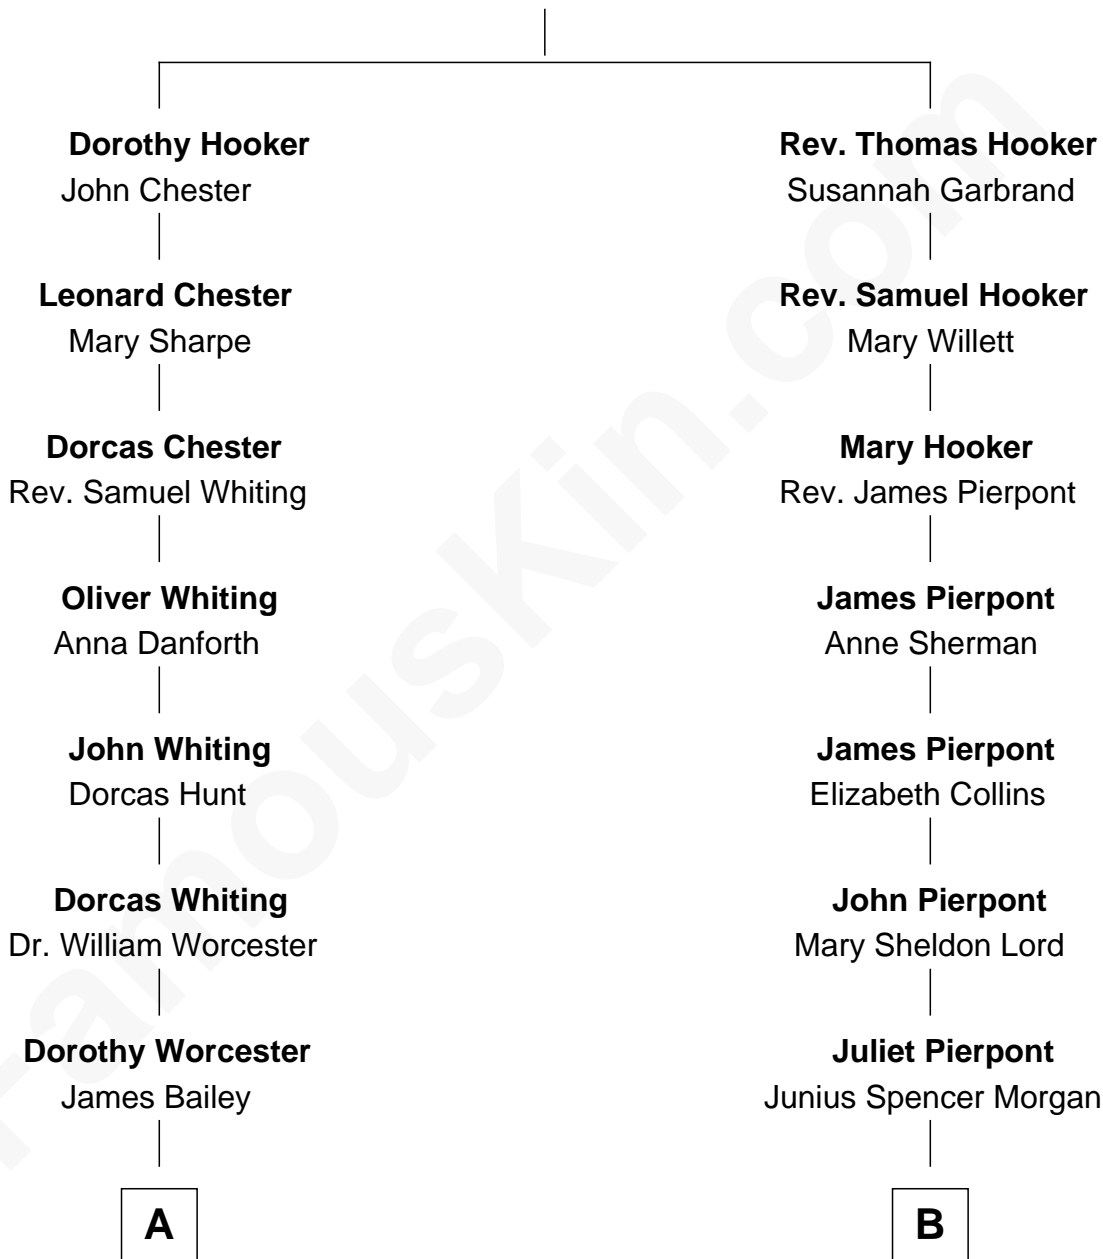 Dorothy Hooker
John Chester
Leonard Chester
Mary Sharpe
Dorcas Chester
Rev. Samuel Whiting
Oliver Whiting
Anna Danforth
John Whiting
Dorcas Hunt
Dorcas Whiting
Dr. William Worcester
Dorothy Worcester
James Bailey
A
Rev. Thomas Hooker
Susannah Garbrand
Rev. Samuel Hooker
Mary Willett
Mary Hooker
Rev. James Pierpont
James Pierpont
Anne Sherman
James Pierpont
Elizabeth Collins
John Pierpont
Mary Sheldon Lord
Juliet Pierpont
Junius Spencer Morgan
B
FamousKin.com